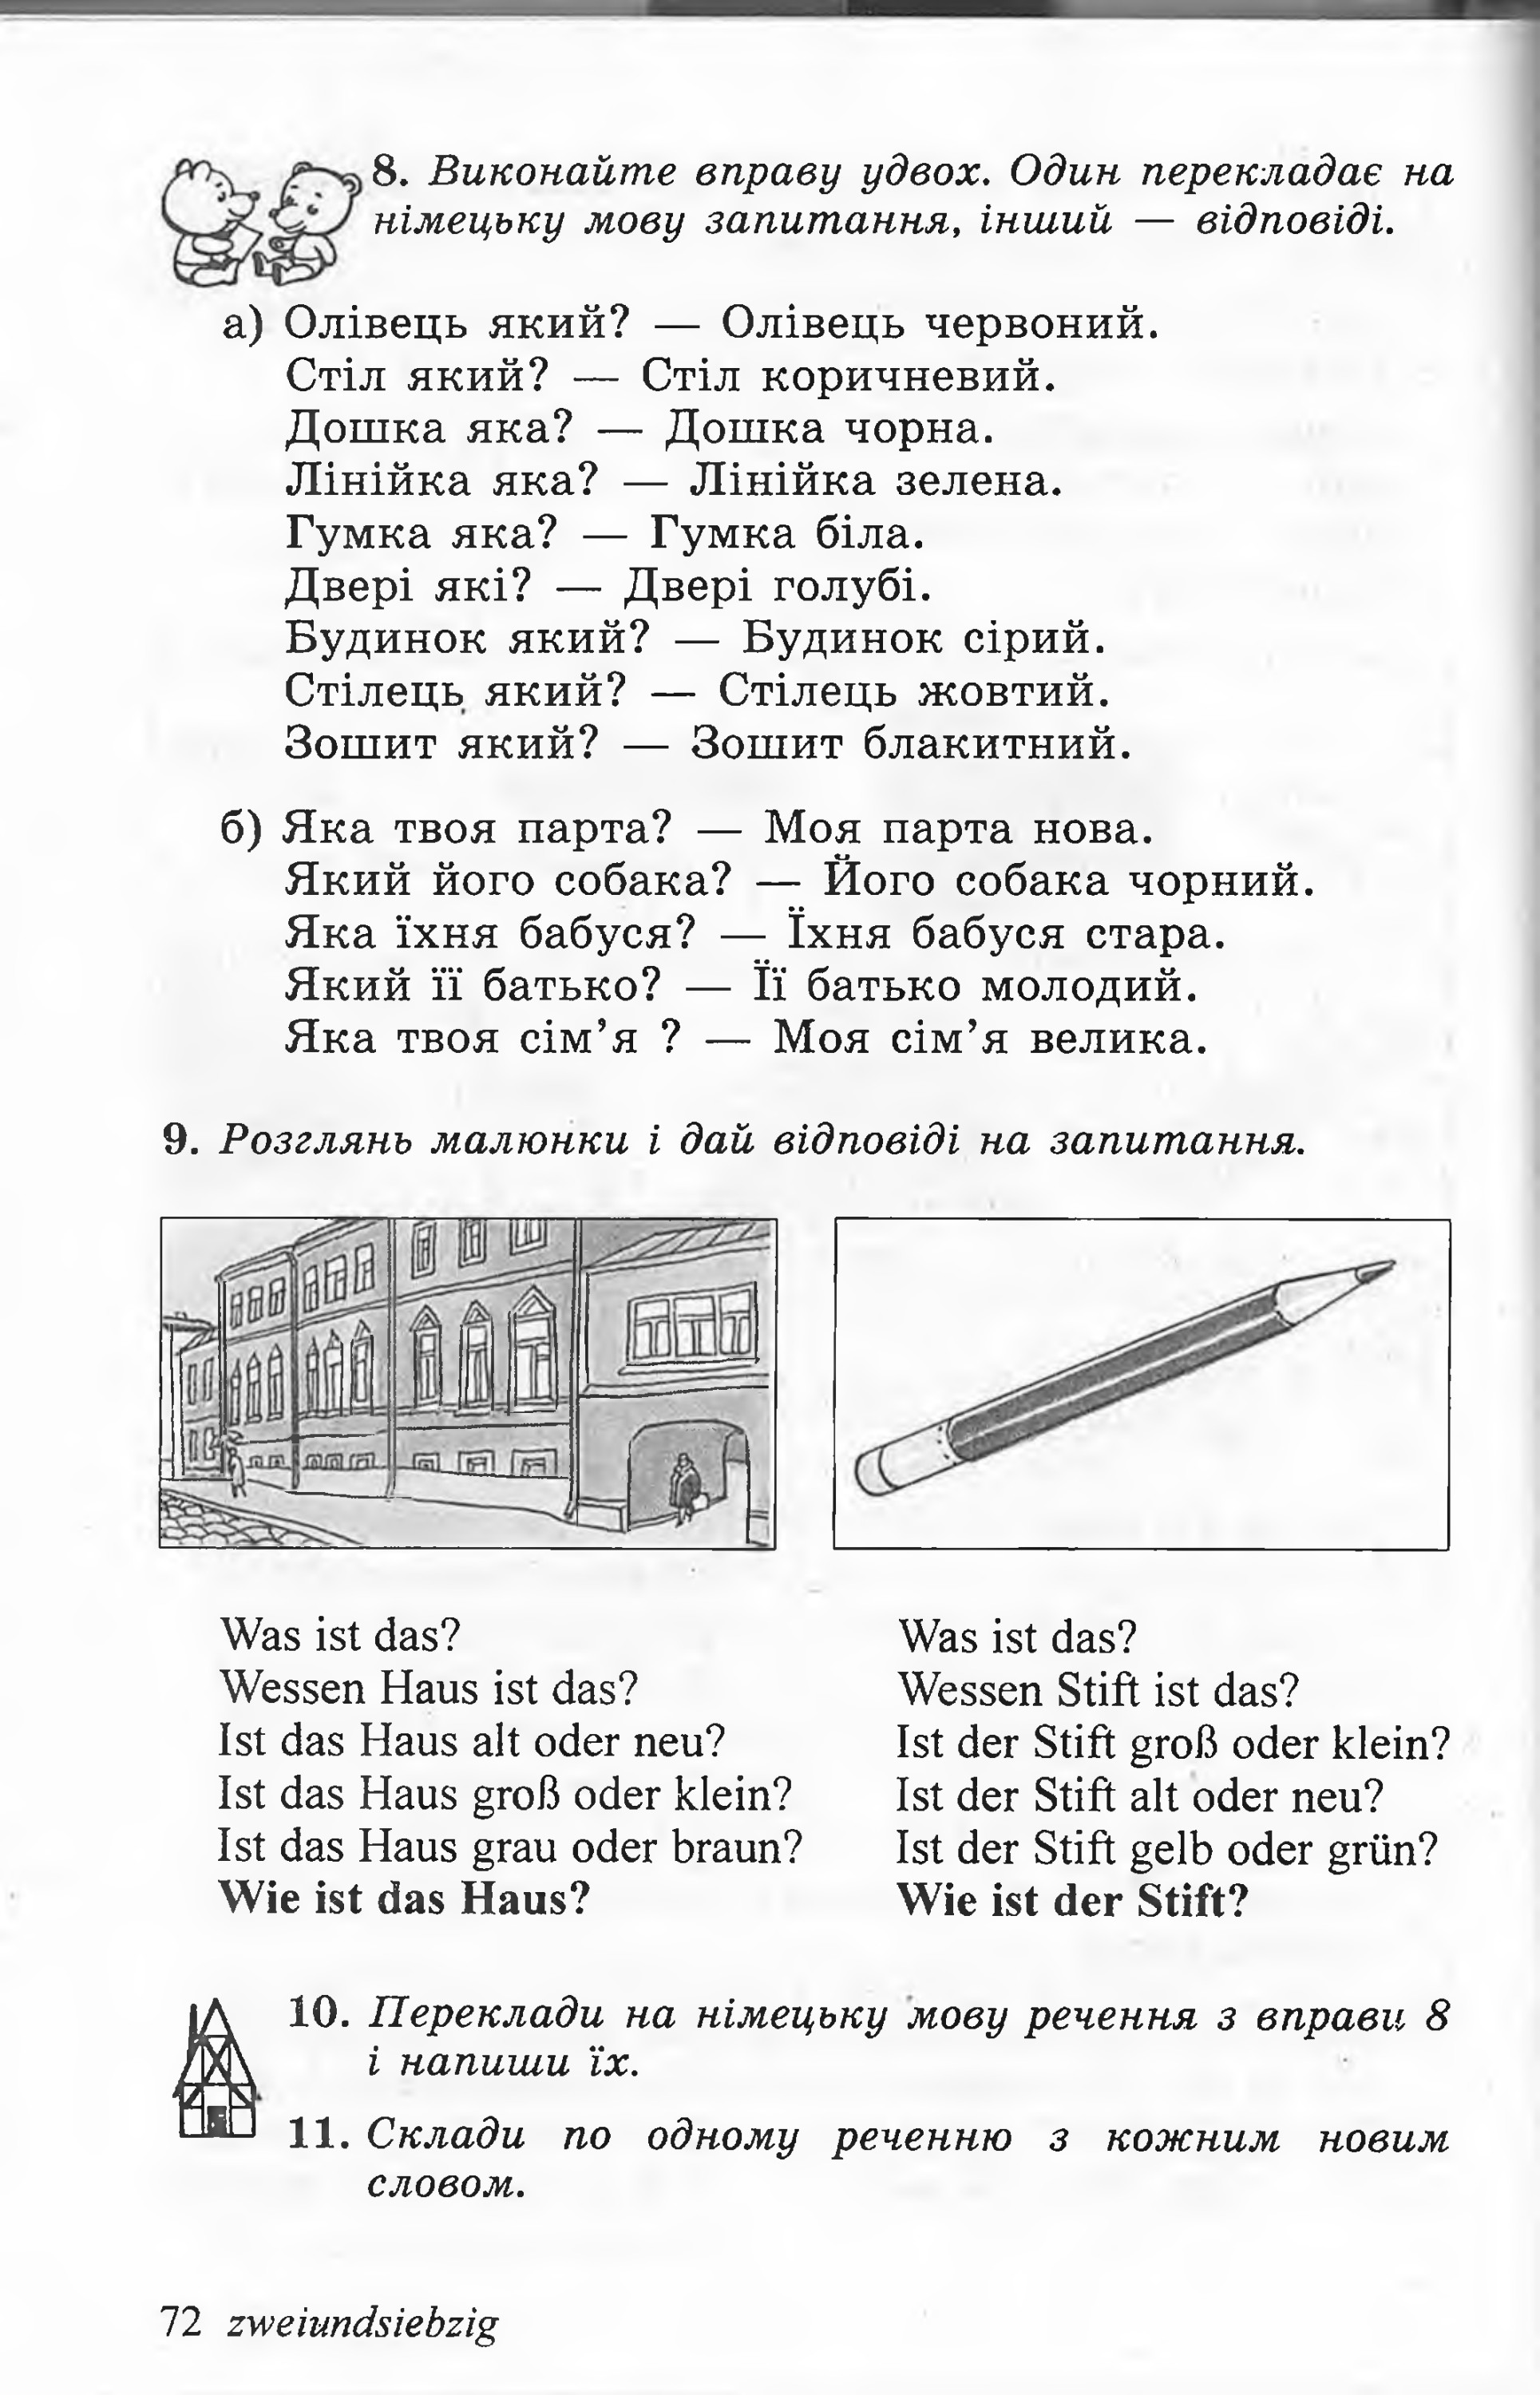 8. Виконайте вправу удвох. Один перекладає на
німецьку мову запитання, інший — відповіді.
а) Олівець який? — Олівець червоний.
Стіл який? — Стіл коричневий.
Дошка яка? — Дошка чорна.
Лінійка яка? — Лінійка зелена.
Гумка яка? — Гумка біла.
Двері які? — Двері голубі.
Будинок який? — Будинок сірий.
Стілець який? — Стілець жовтий.
Зошит який? — Зошит блакитний.
б) Яка твоя парта? — Моя парта нова.
Який його собака? — Його собака чорний.
Яка їхня бабуся? — Їхня бабуся стара.
Який її батько? — Її батько молодий.
Яка твоя сім’я ? — Моя сім’я велика.
9. Розглянь малюнки і дай відповіді на запитання.
Was ist das?
Wessen Haus ist das?
Ist das Haus alt oder neu?
Ist das Haus groß oder klein?
Ist das Haus grau oder braun?
Wie ist das Haus?
Was ist das?
Wessen Stift ist das?
Ist der Stift groß oder klein?
Ist der Stift alt oder neu?
Ist der Stift gelb oder grün?
Wie ist der Stift?
10. Переклади на німецьку мову речення з вправи 8
і напиши їх.
11. Склади по одному реченню з кожним новим
словом.
72 zweiundsiebzig